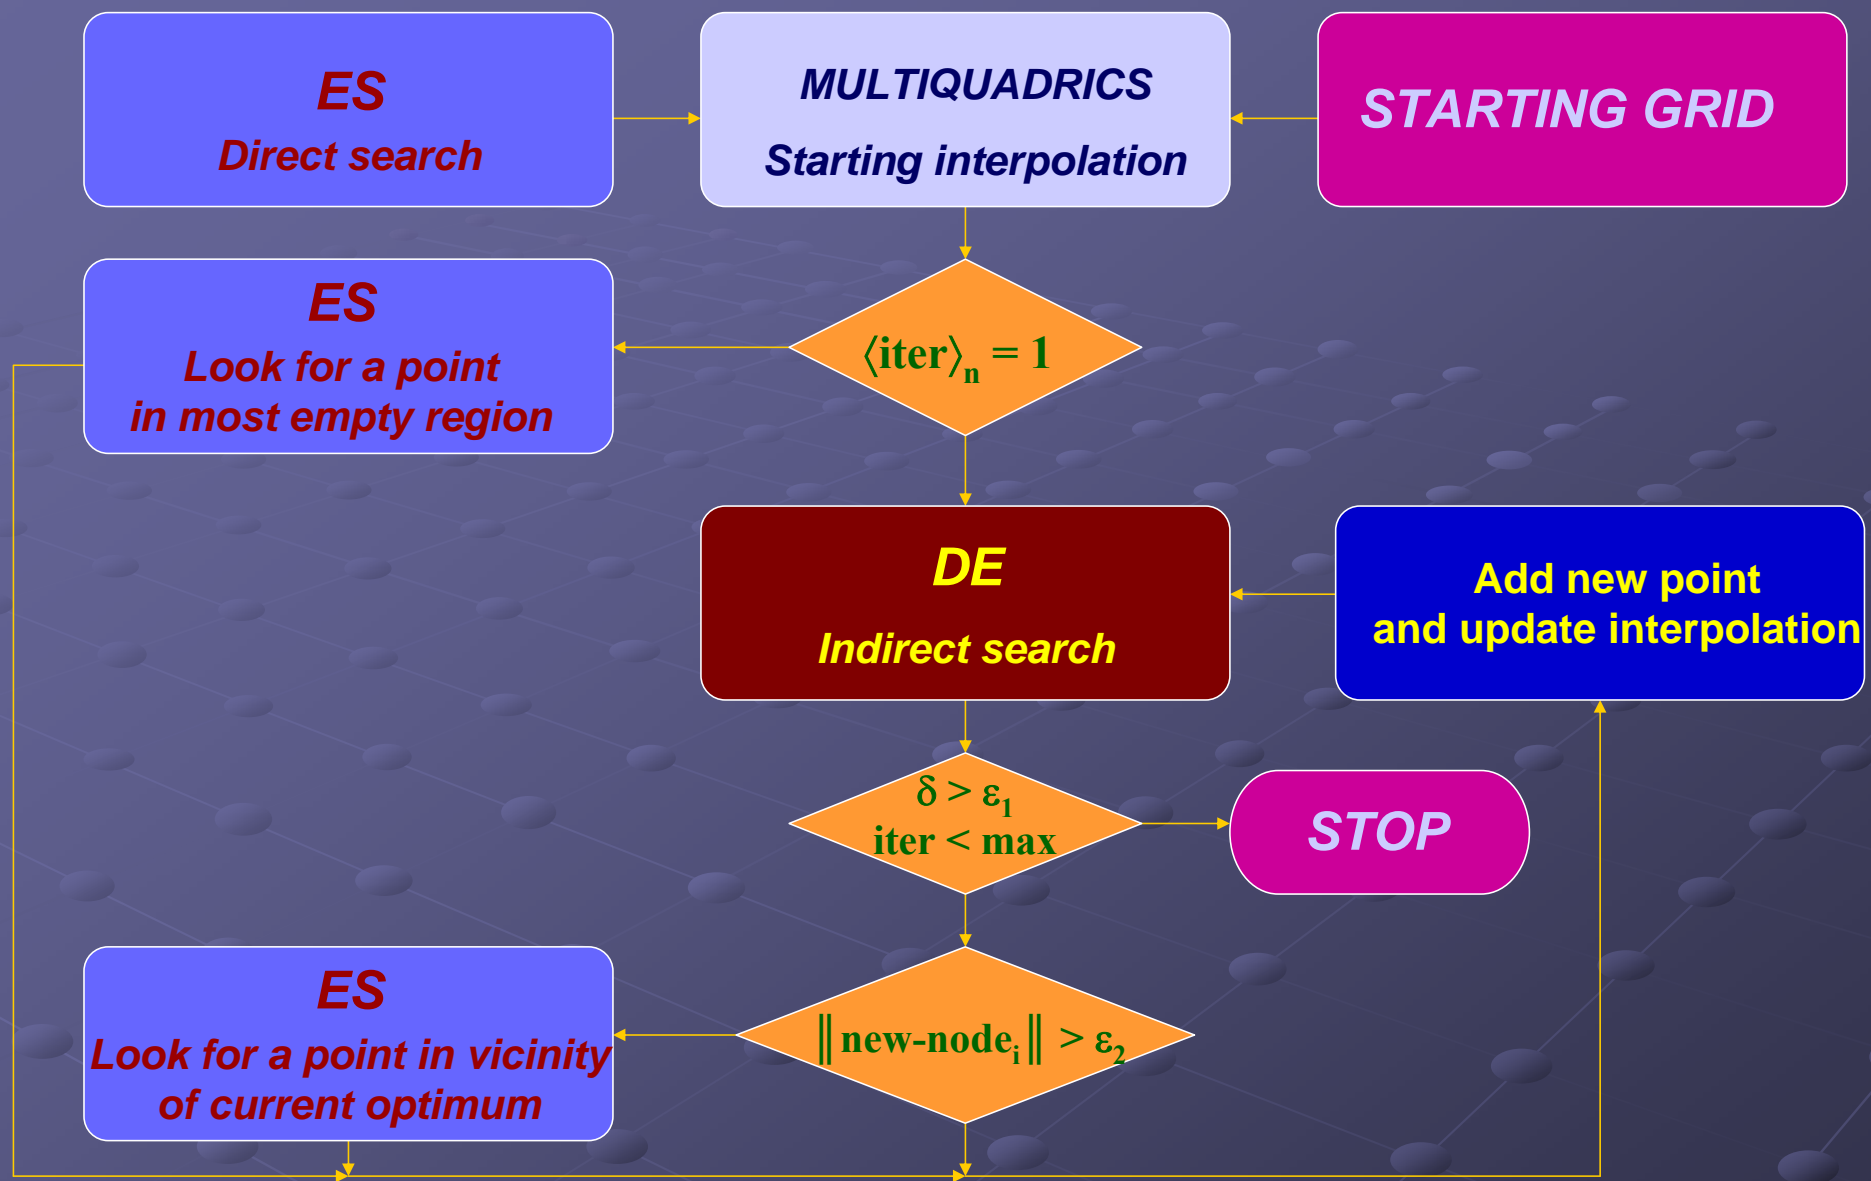 ES
Direct search
MULTIQUADRICS
Starting interpolation
STARTING GRID
ES
Look for a point
in most empty region
⟨iter⟩n = 1
DE
Indirect search
Add new point
and update interpolation
δ > ε1
iter < max
STOP
ES
Look for a point in vicinity
of current optimum
‖new-nodei‖ > ε2